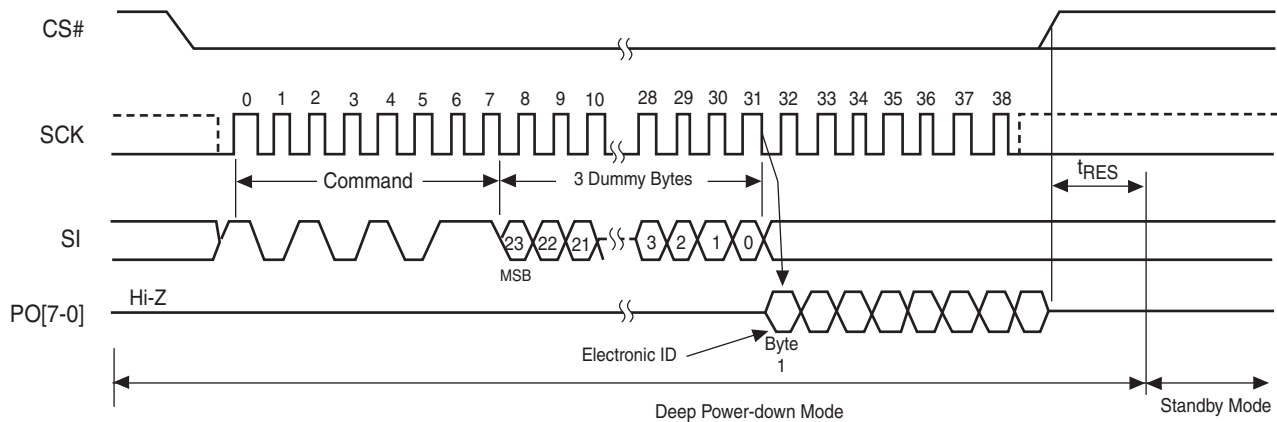 CS#
0 1 2 3 4 5 6 7 8 9 10 28 29 30 31 32 33 34 35 36 37 38
SCK
tRES
Command
3 Dummy Bytes
SI
23 22 21 3 2 1 0
MSB
Hi-Z
PO[7-0]
Electronic ID
Byte
1
Deep Power-down Mode
Standby Mode